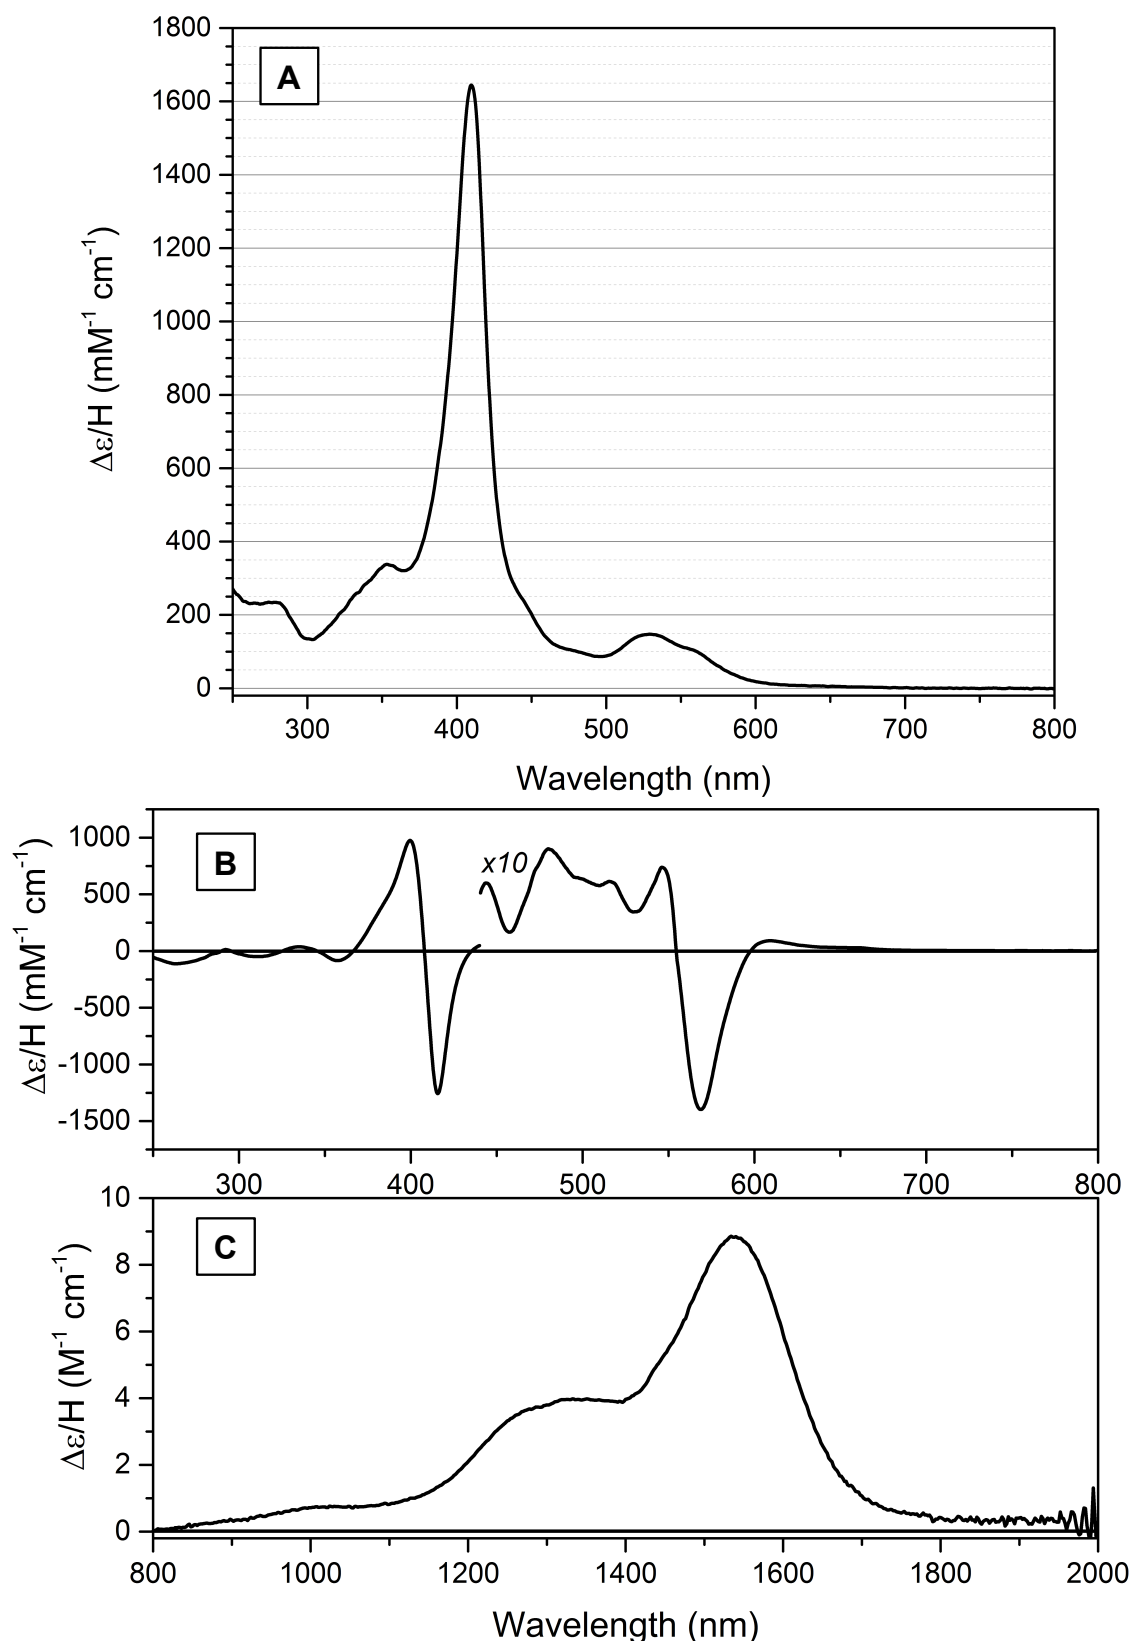 A
1800
1600
1400
1200
1000
800
600
400
200
0
Δε/H (mM⁻¹ cm⁻¹)
300 400 500 600 700 800
Wavelength (nm)
B
x10
1000
500
0
-500
-1000
-1500
Δε/H (mM⁻¹ cm⁻¹)
300 400 500 600 700 800
C
10
8
6
4
2
0
Δε/H (M⁻¹ cm⁻¹)
800 1000 1200 1400 1600 1800 2000
Wavelength (nm)